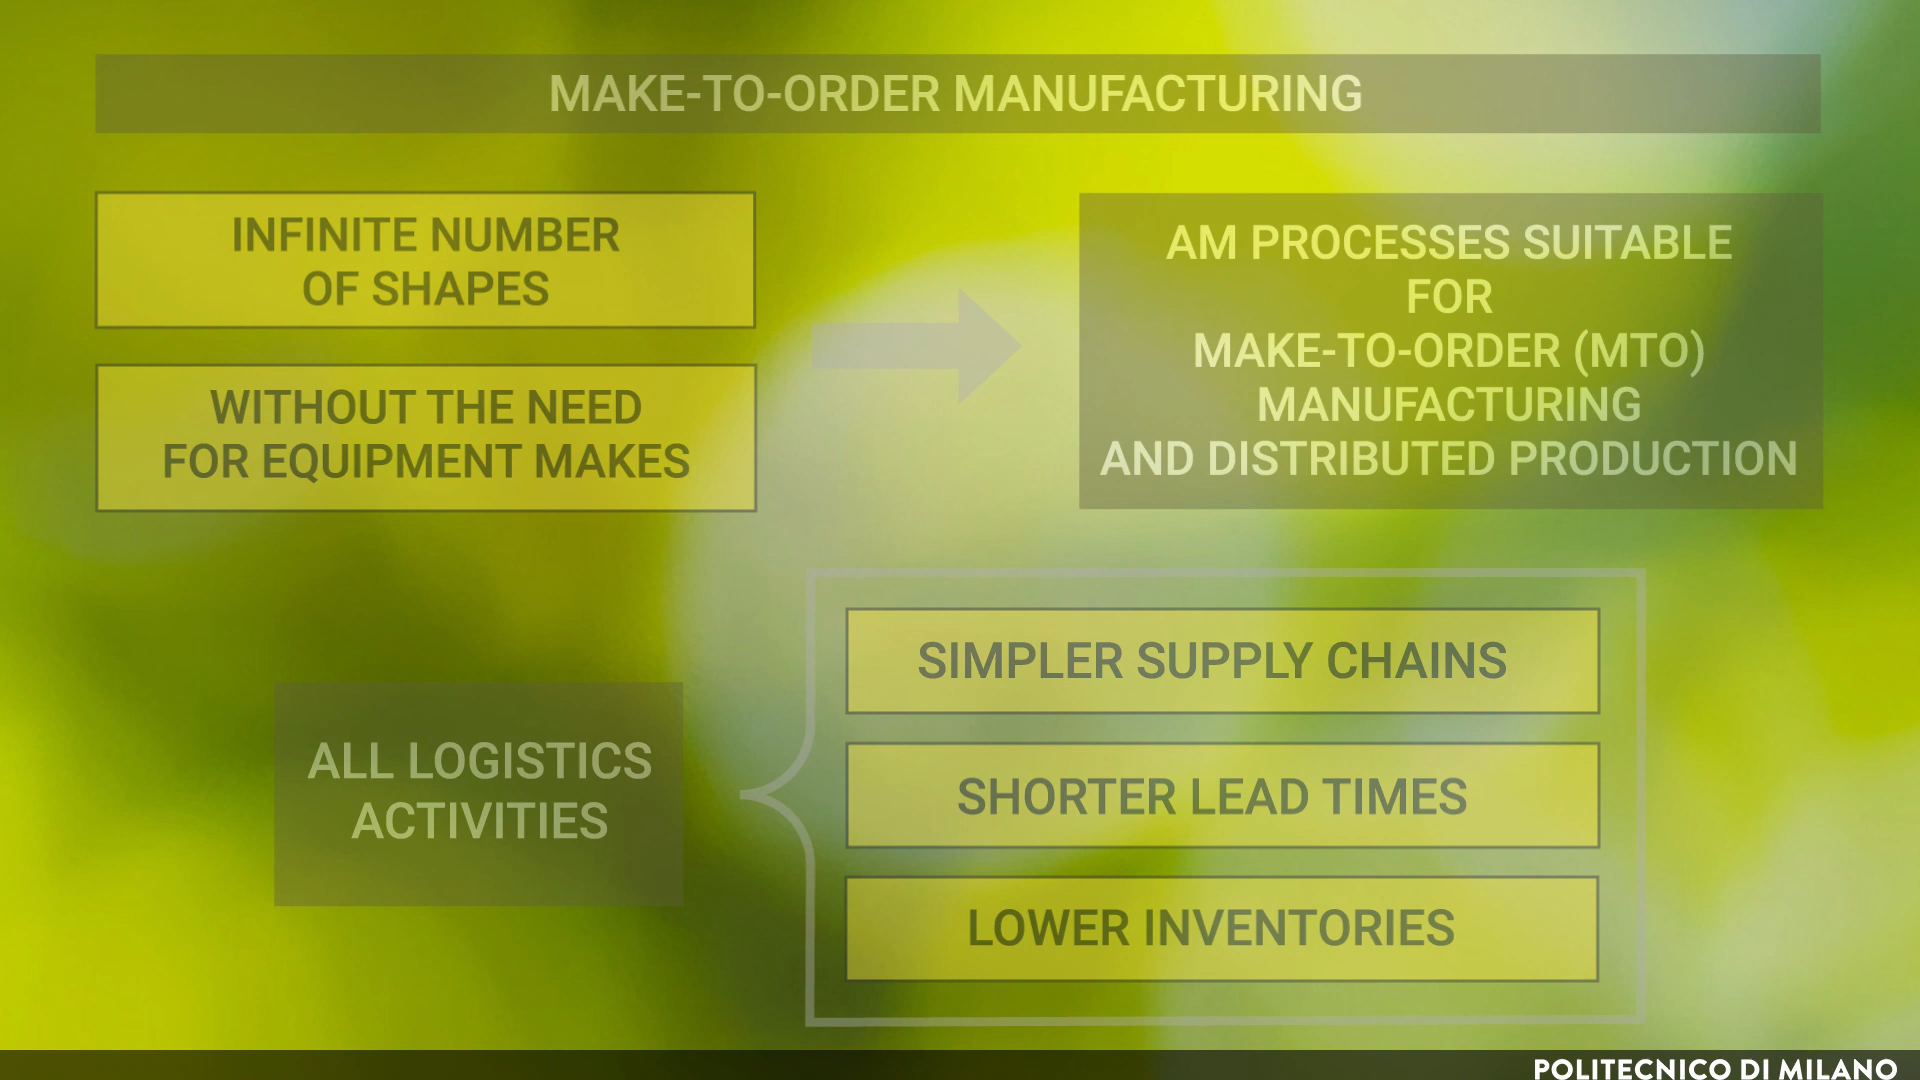 MAKE-TO-ORDER MANUFACTURING
INFINITE NUMBER
OF SHAPES
WITHOUT THE NEED
FOR EQUIPMENT MAKES
AM PROCESSES SUITABLE
FOR
MAKE-TO-ORDER (MTO)
MANUFACTURING
AND DISTRIBUTED PRODUCTION
ALL LOGISTICS
ACTIVITIES
SIMPLER SUPPLY CHAINS
SHORTER LEAD TIMES
LOWER INVENTORIES
POLITECNICO DI MILANO